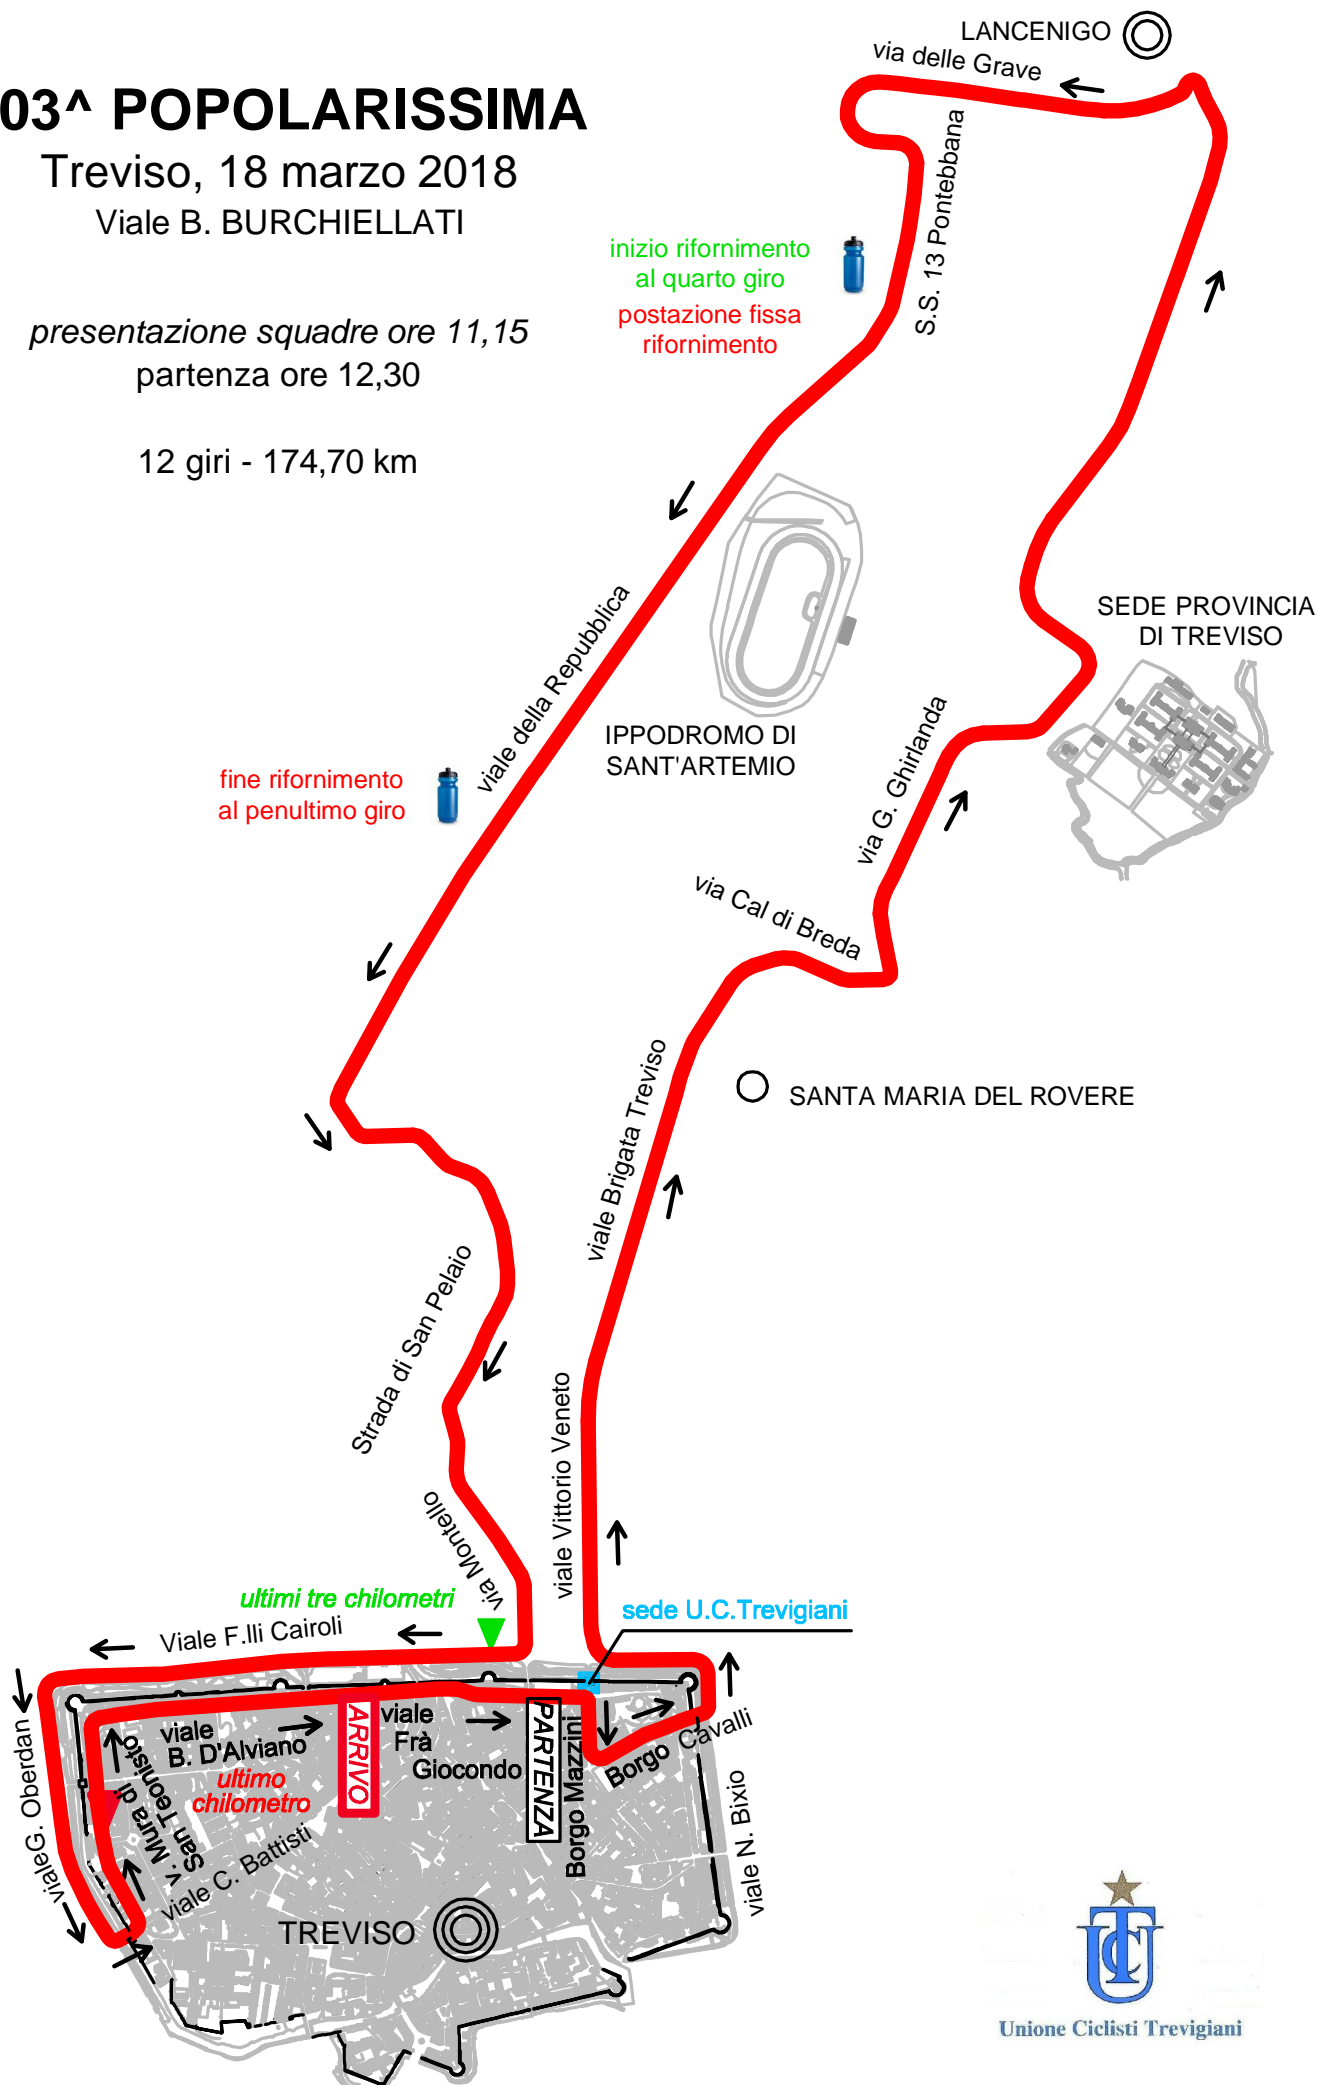 03^ POPOLARISSIMA
Treviso, 18 marzo 2018
Viale B. BURCHIELLATI
presentazione squadre ore 11,15
partenza ore 12,30
12 giri - 174,70 km
LANCENIGO
via delle Grave
S.S. 13 Pontebbana
inizio rifornimento
al quarto giro
postazione fissa
rifornimento
viale della Repubblica
IPPODROMO DI
SANT'ARTEMIO
SEDE PROVINCIA
DI TREVISO
fine rifornimento
al penultimo giro
via G. Ghirlanda
via Cal di Breda
SANTA MARIA DEL ROVERE
viale Brigata Treviso
Strada di San Pelaio
viale Vittorio Veneto
via Montello
ultimi tre chilometri
sede U.C.Trevigiani
Viale F.lli Cairoli
vialeG. Oberdan
viale
B. D'Alviano
ARRIVO
viale
Frà
Giocondo
PARTENZA
Borgo Mazzini
Borgo Cavalli
ultimo
chilometro
v. Mura di
San Teonisto
viale C. Battisti
viale N. Bixio
TREVISO
UCT
Unione Ciclisti Trevigiani